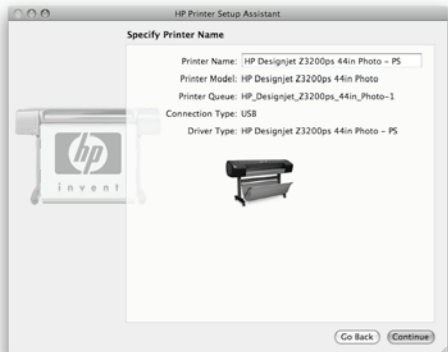 HP Printer Setup Assistant
Specify Printer Name
Printer Name: HP Designjet Z3200ps 44in Photo - PS
Printer Model: HP Designjet Z3200ps 44in Photo
Printer Queue: HP_Designjet_Z3200ps_44in_Photo-1
Connection Type: USB
Driver Type: HP Designjet Z3200ps 44in Photo - PS
hp
invent
Go Back Continue